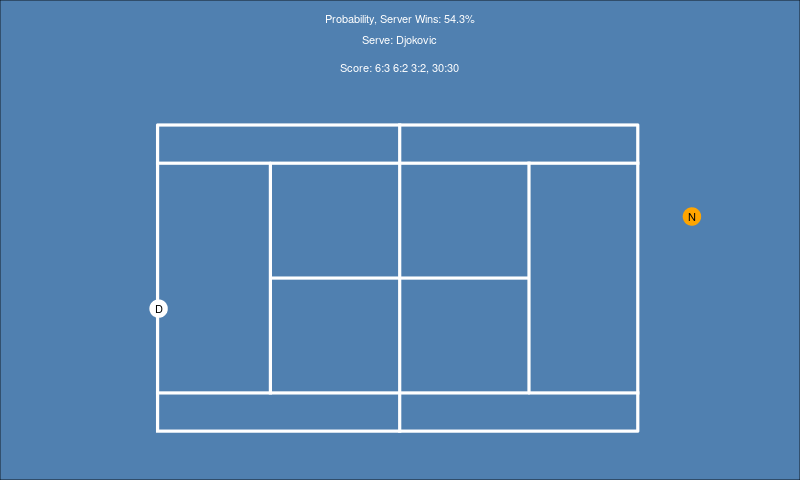 Probability, Server Wins: 54.3%
Serve: Djokovic
Score: 6:3 6:2 3:2, 30:30
N
D